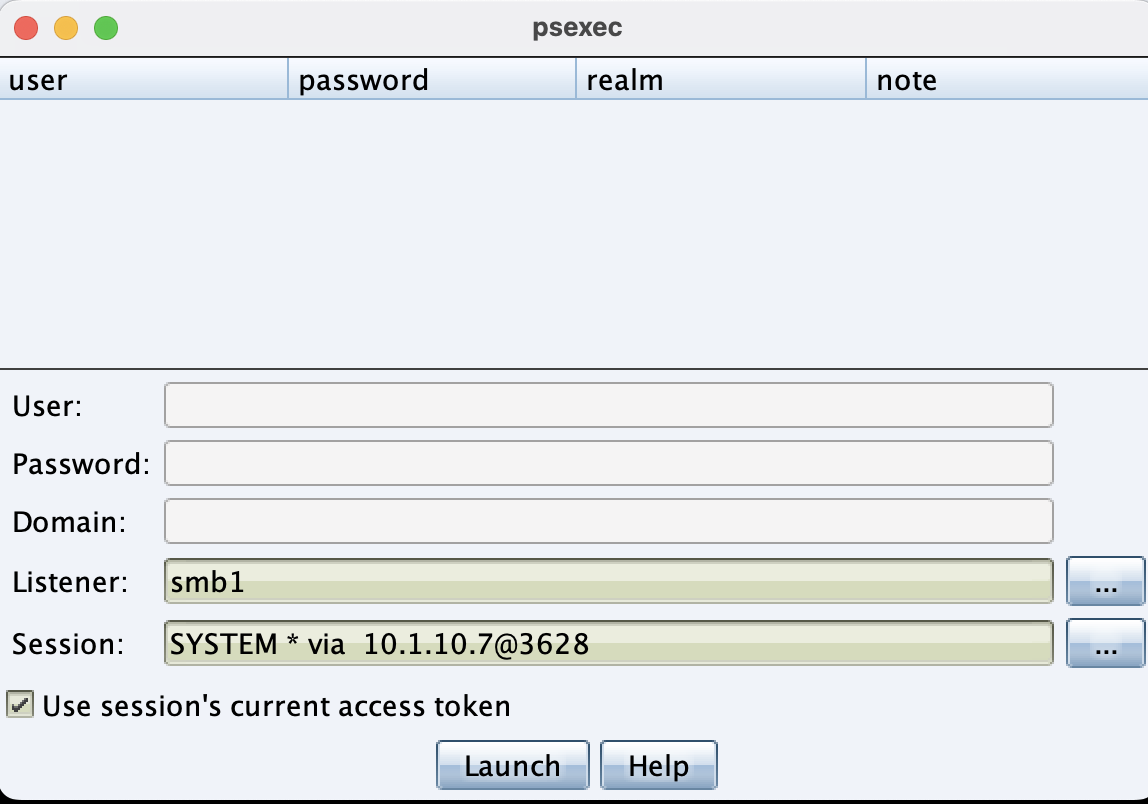 psexec
user password realm note
User:
Password:
Domain:
Listener: smb1 ...
Session: SYSTEM * via  10.1.10.7@3628 ...
Use session's current access token
Launch Help